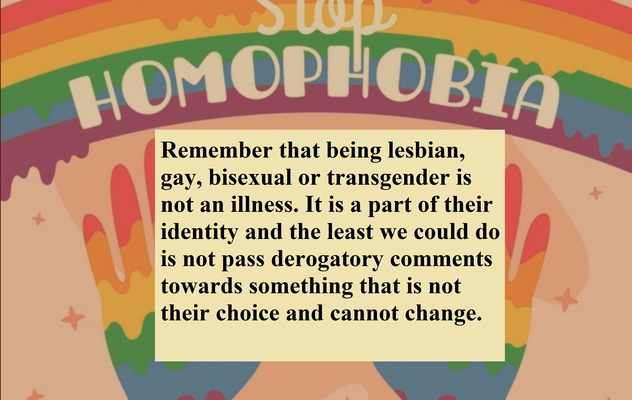 Stop
HOMOPHOBIA
Remember that being lesbian,
gay, bisexual or transgender is
not an illness. It is a part of their
identity and the least we could do
is not pass derogatory comments
towards something that is not
their choice and cannot change.